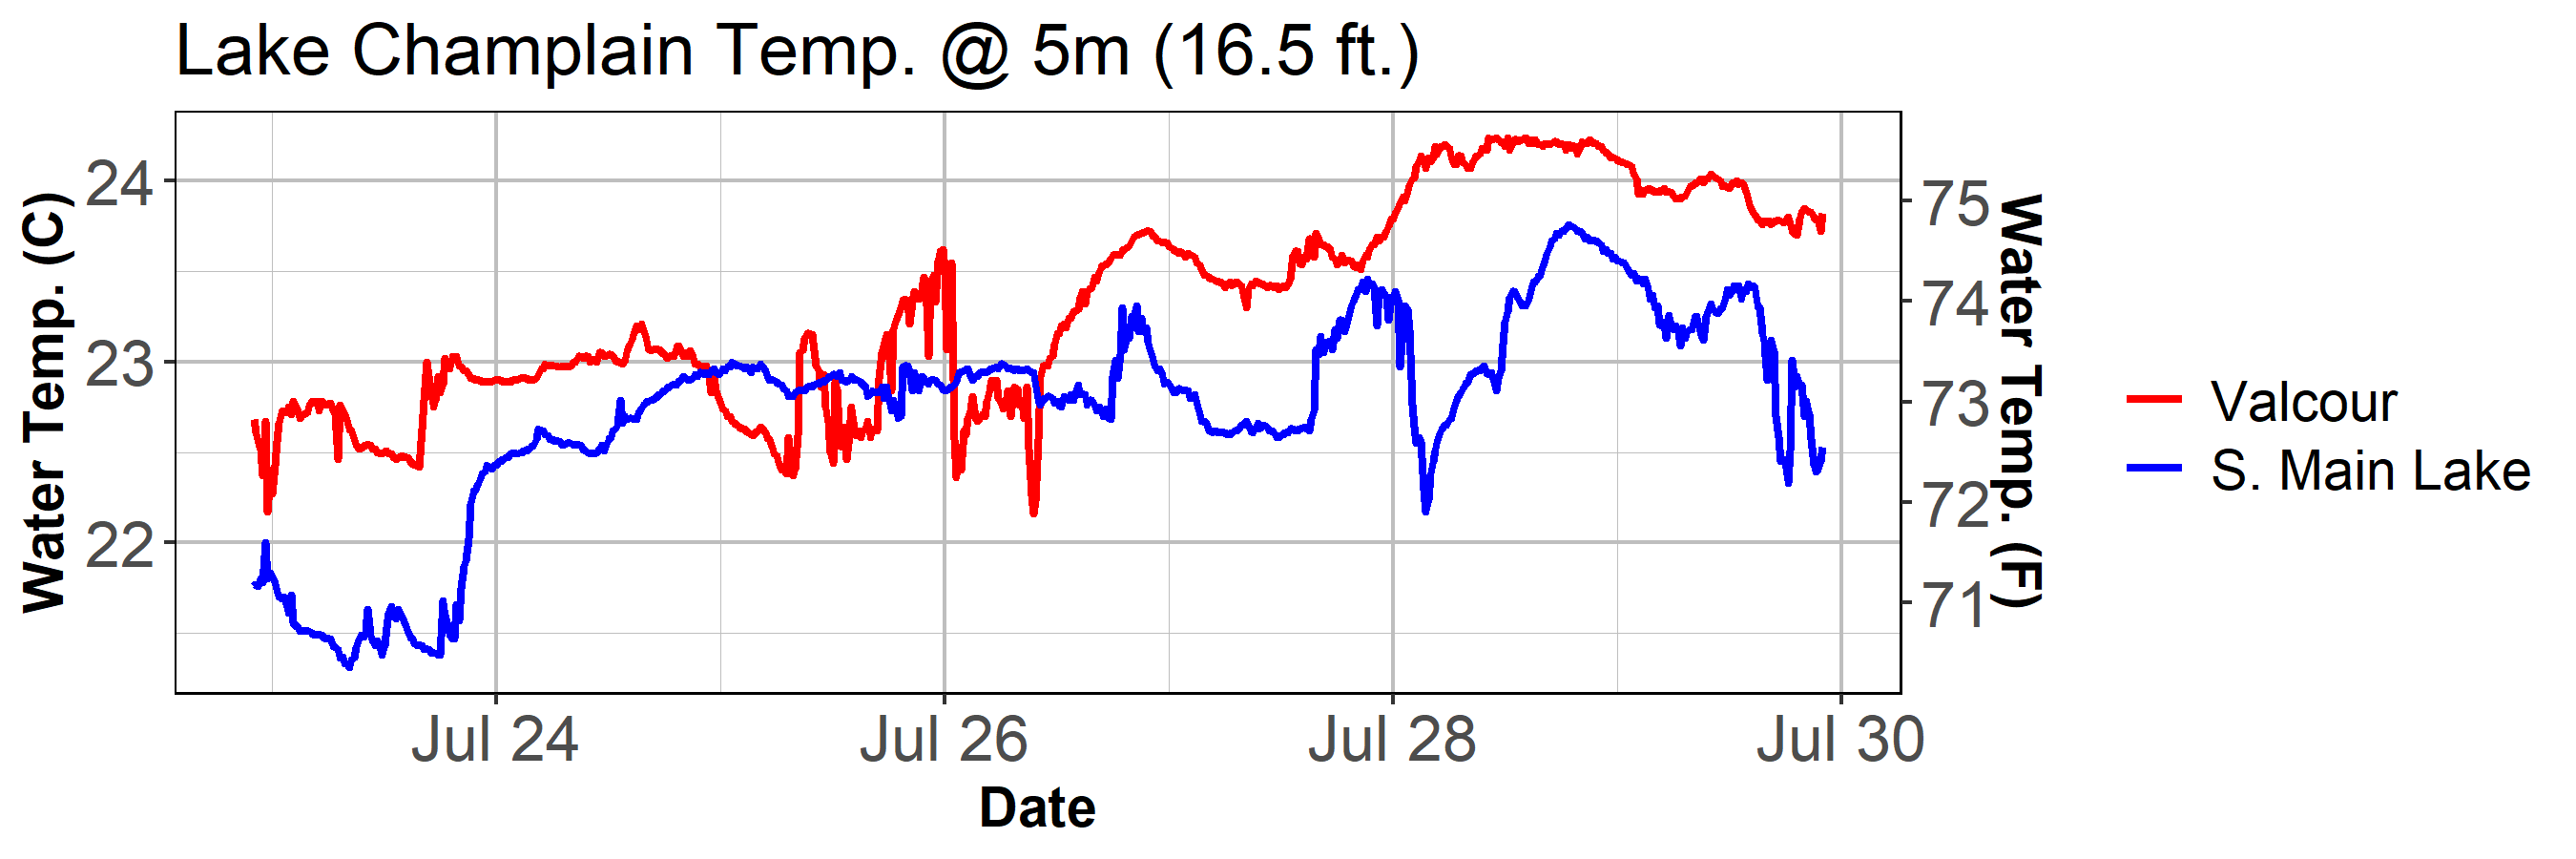 Lake Champlain Temp. @ 5m (16.5 ft.)
Water Temp. (C)
24
23
22
75
74
73
72
71
Water Temp. (F)
Jul 24
Jul 26
Jul 28
Jul 30
Date
Valcour
S. Main Lake